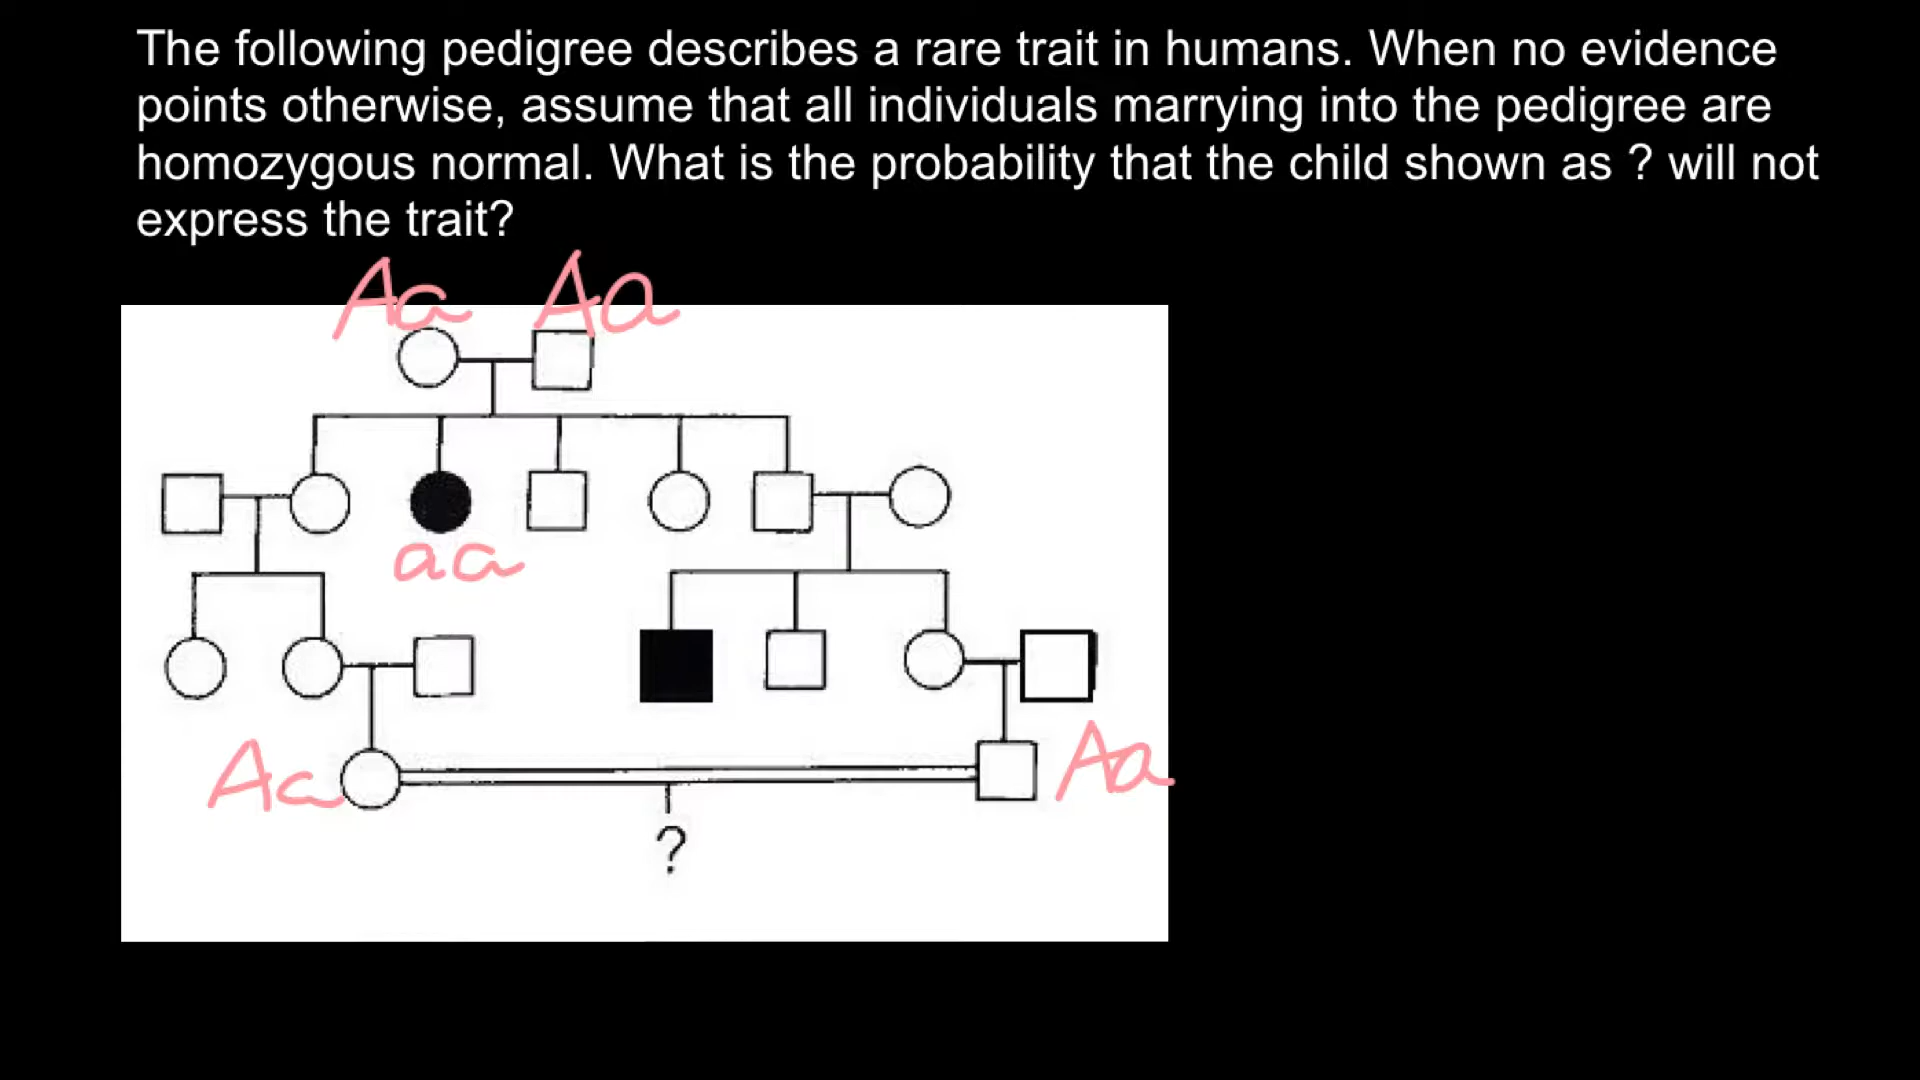 The following pedigree describes a rare trait in humans. When no evidence
points otherwise, assume that all individuals marrying into the pedigree are
homozygous normal. What is the probability that the child shown as ? will not
express the trait?
Aa Aa
aa
Aa Aa
?